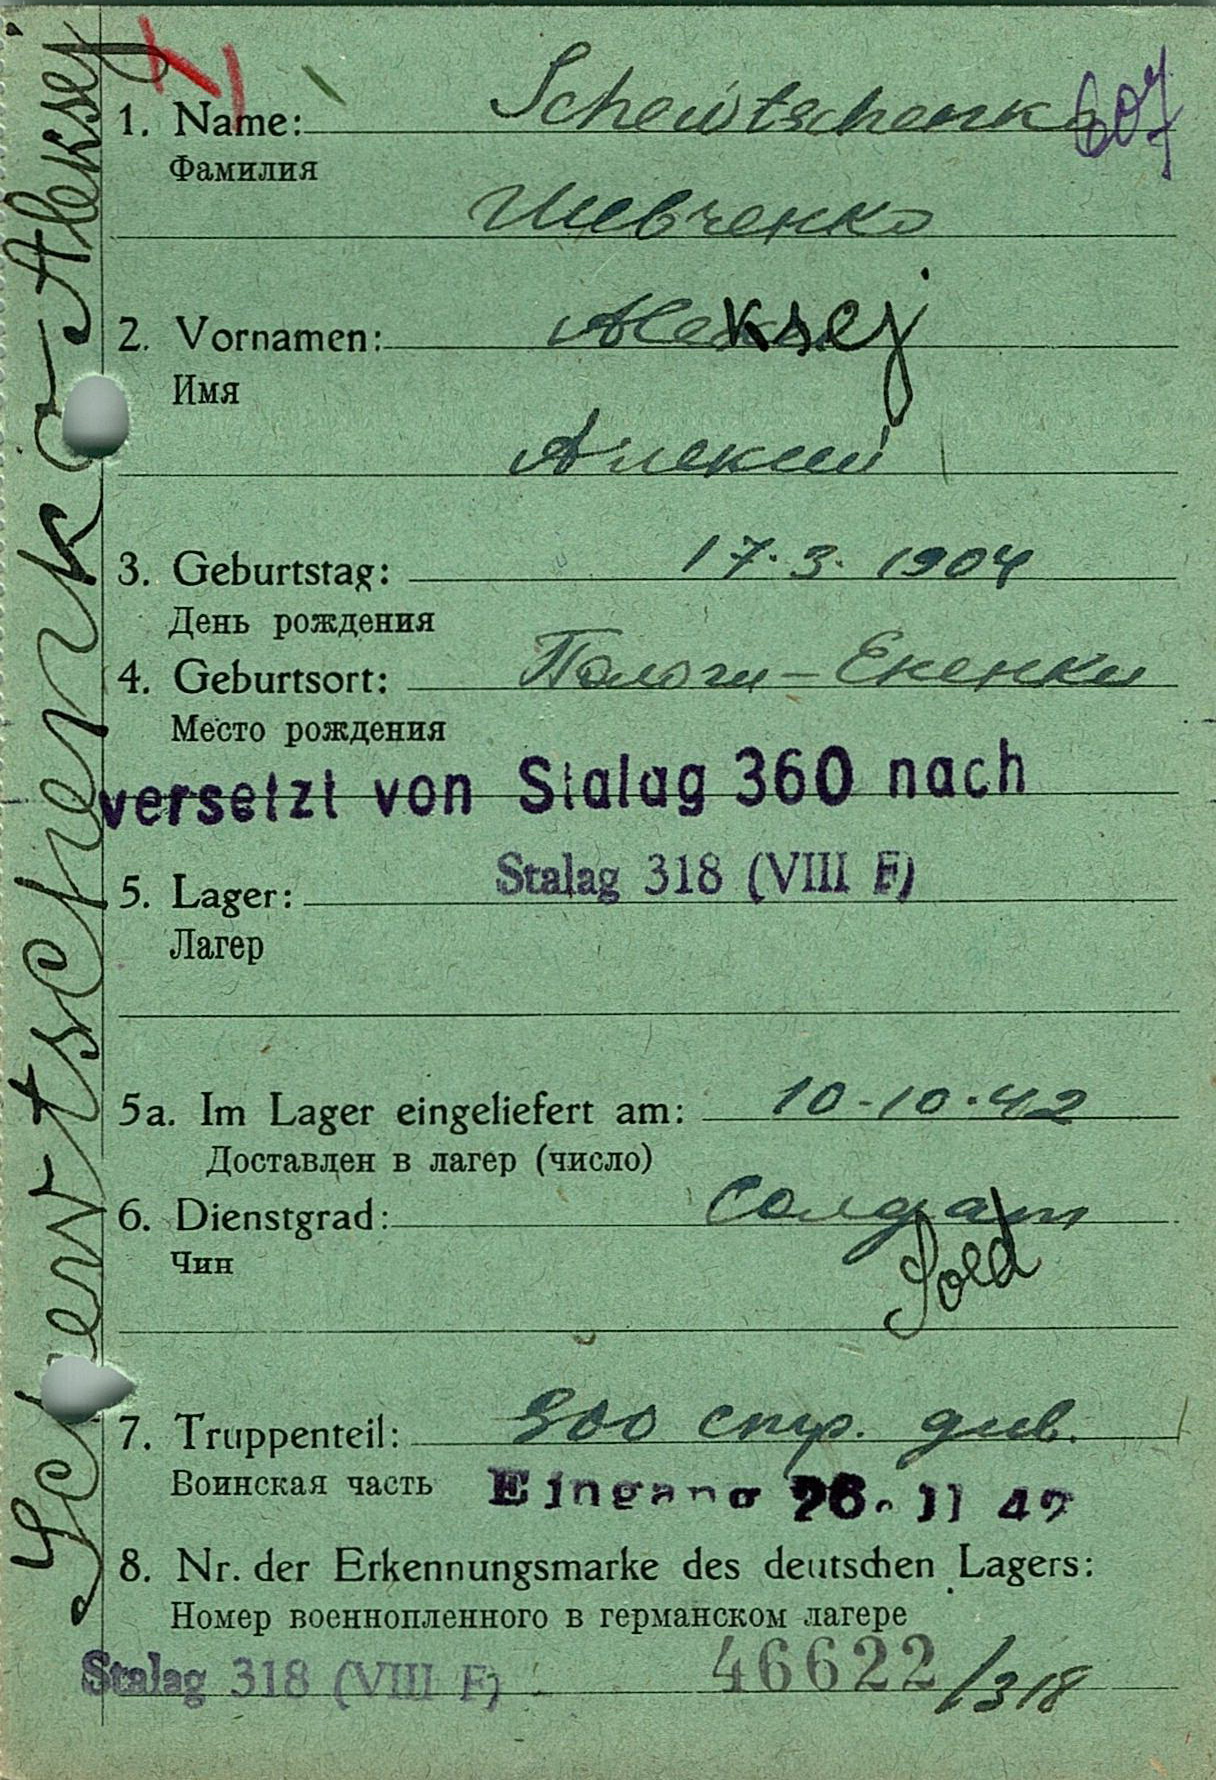 Schewtschenko Aleksej
1. Name: Schewtschenko 607
Фамилия
Шевченко
2. Vornamen: Aleksej
Имя
Алексий
3. Geburtstag: 17.3.1904
День рождения
4. Geburtsort: Пологи-Екенки
Место рождения
versetzt von Stalag 360 nach
Stalag 318 (VIII F)
5. Lager:
Лагер
5a. Im Lager eingeliefert am: 10-10.42
Доставлен в лагер (число)
6. Dienstgrad: Солдат
Чин
Sold
7. Truppenteil: 300 стр. див.
Воинская часть Eingang 26. 11 42
8. Nr. der Erkennungsmarke des deutschen Lagers:
Номер военнопленного в германском лагере
Stalag 318 (VIII F) 46622/318